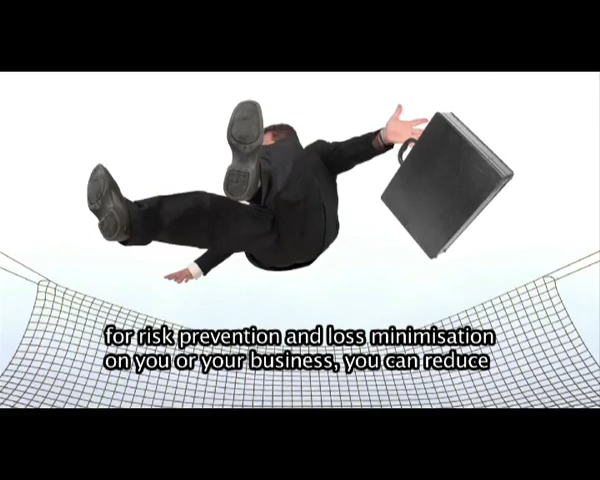 for risk prevention and loss minimisation
on you or your business, you can reduce